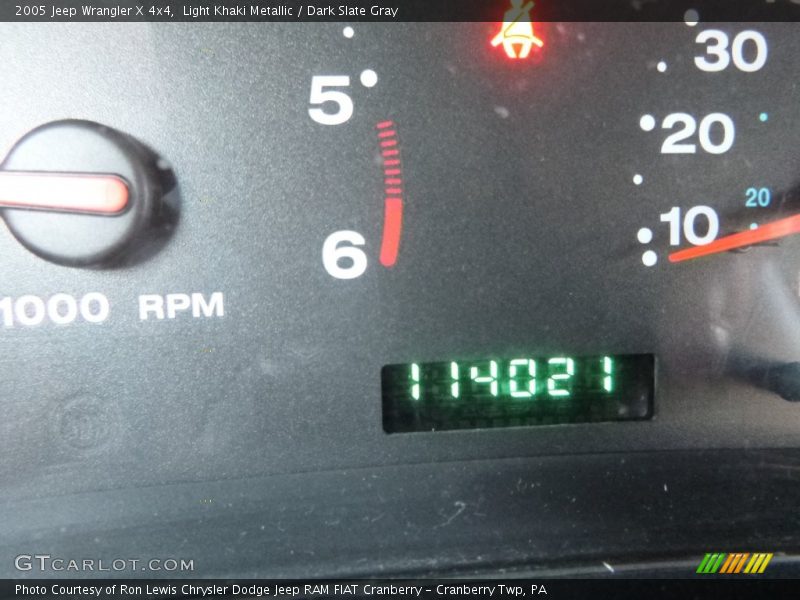 2005 Jeep Wrangler X 4x4,  Light Khaki Metallic / Dark Slate Gray
30
5
20
20
10
6
1000 RPM
114021
GTCARLOT.COM
Photo Courtesy of Ron Lewis Chrysler Dodge Jeep RAM FIAT Cranberry – Cranberry Twp, PA